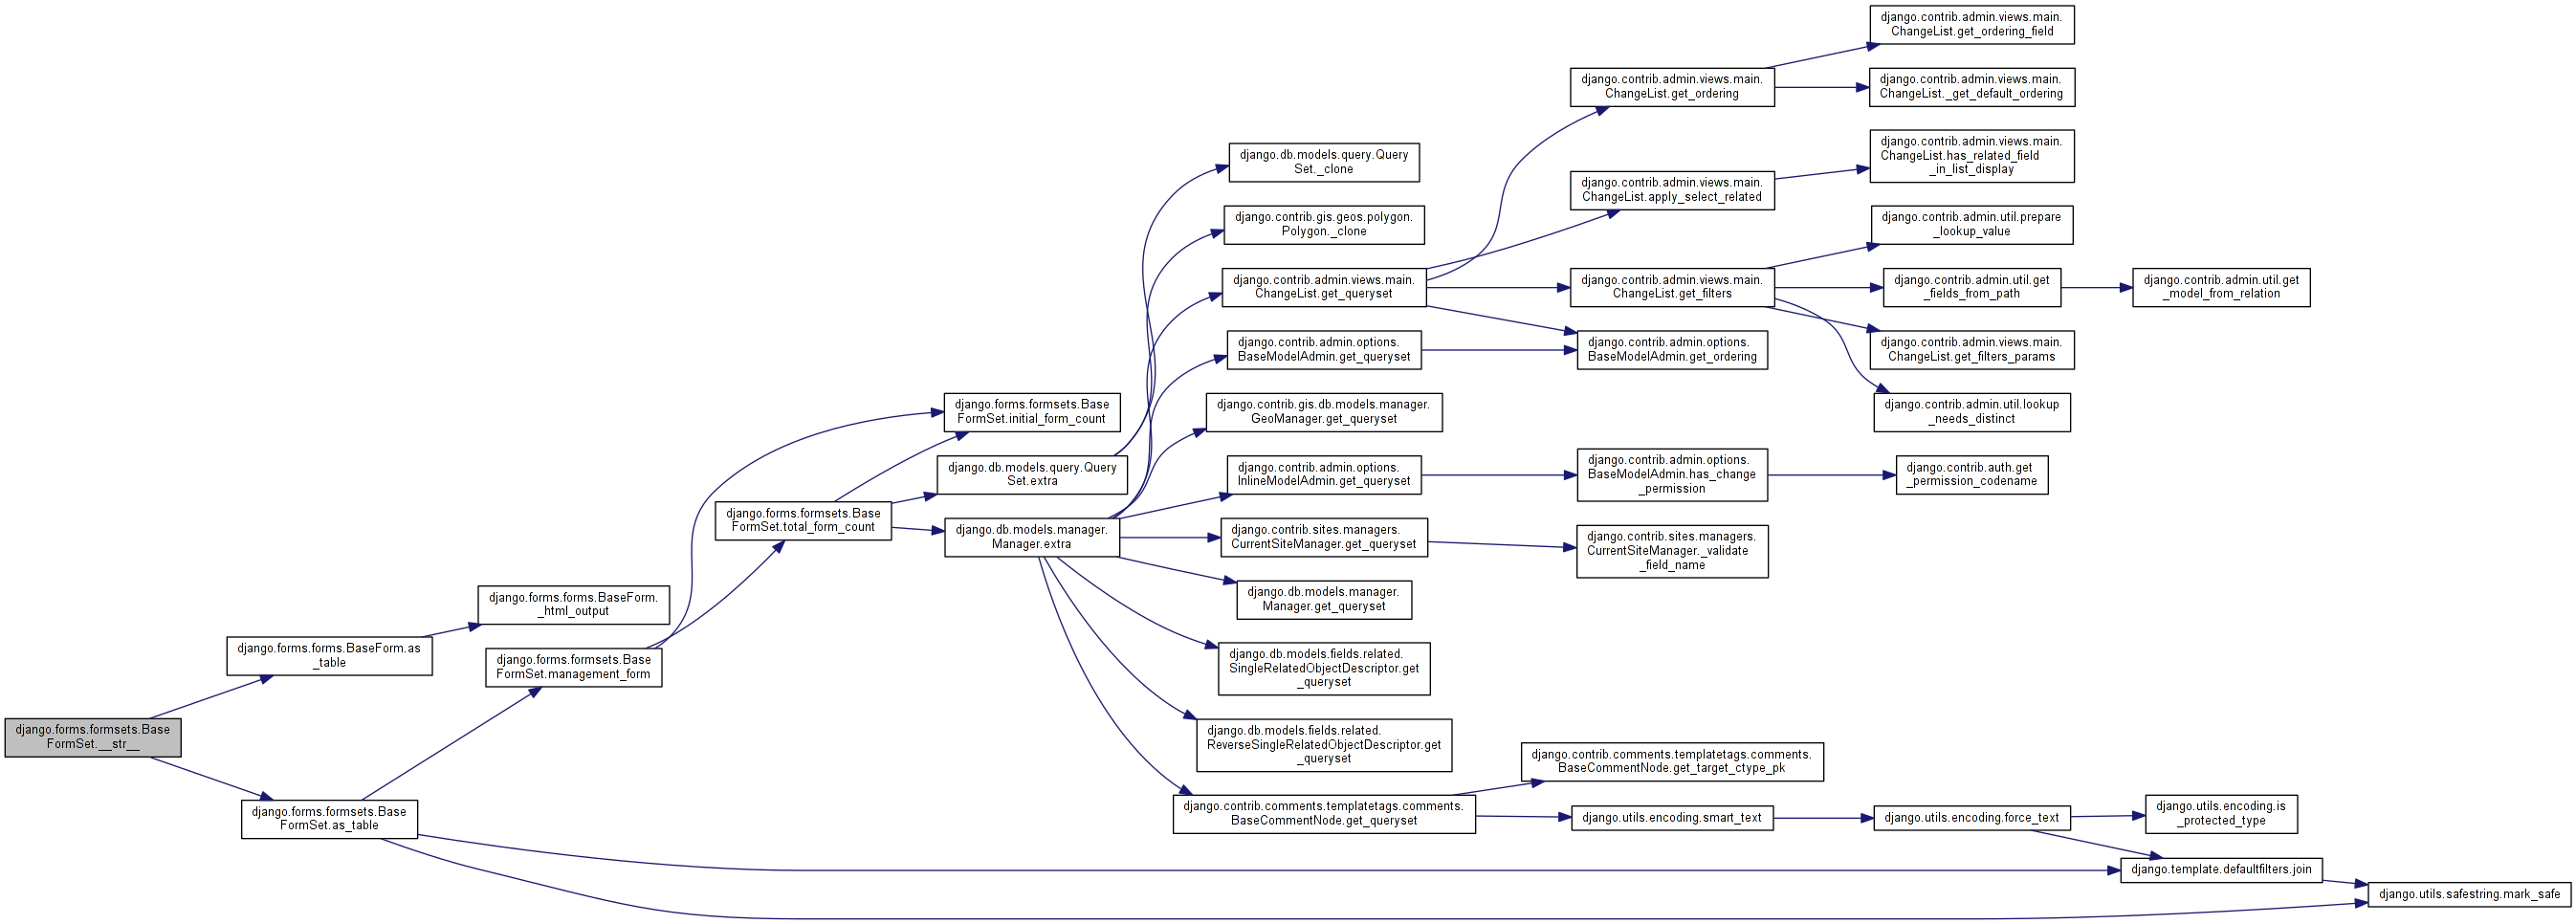 django.forms.formsets.Base
FormSet.__str__
django.forms.forms.BaseForm.as
_table
django.forms.formsets.Base
FormSet.as_table
django.forms.forms.BaseForm.
_html_output
django.forms.formsets.Base
FormSet.management_form
django.forms.formsets.Base
FormSet.total_form_count
django.forms.formsets.Base
FormSet.initial_form_count
django.db.models.query.Query
Set.extra
django.db.models.manager.
Manager.extra
django.db.models.query.Query
Set._clone
django.contrib.gis.geos.polygon.
Polygon._clone
django.contrib.admin.views.main.
ChangeList.get_queryset
django.contrib.admin.options.
BaseModelAdmin.get_queryset
django.contrib.gis.db.models.manager.
GeoManager.get_queryset
django.contrib.admin.options.
InlineModelAdmin.get_queryset
django.contrib.sites.managers.
CurrentSiteManager.get_queryset
django.db.models.manager.
Manager.get_queryset
django.db.models.fields.related.
SingleRelatedObjectDescriptor.get
_queryset
django.db.models.fields.related.
ReverseSingleRelatedObjectDescriptor.get
_queryset
django.contrib.comments.templatetags.comments.
BaseCommentNode.get_queryset
django.contrib.admin.views.main.
ChangeList.get_ordering
django.contrib.admin.views.main.
ChangeList.apply_select_related
django.contrib.admin.views.main.
ChangeList.get_filters
django.contrib.admin.options.
BaseModelAdmin.get_ordering
django.contrib.admin.options.
BaseModelAdmin.has_change
_permission
django.contrib.sites.managers.
CurrentSiteManager._validate
_field_name
django.contrib.comments.templatetags.comments.
BaseCommentNode.get_target_ctype_pk
django.utils.encoding.smart_text
django.contrib.admin.views.main.
ChangeList.get_ordering_field
django.contrib.admin.views.main.
ChangeList._get_default_ordering
django.contrib.admin.views.main.
ChangeList.has_related_field
_in_list_display
django.contrib.admin.util.prepare
_lookup_value
django.contrib.admin.util.get
_fields_from_path
django.contrib.admin.views.main.
ChangeList.get_filters_params
django.contrib.admin.util.lookup
_needs_distinct
django.contrib.auth.get
_permission_codename
django.utils.encoding.force_text
django.contrib.admin.util.get
_model_from_relation
django.utils.encoding.is
_protected_type
django.template.defaultfilters.join
django.utils.safestring.mark_safe